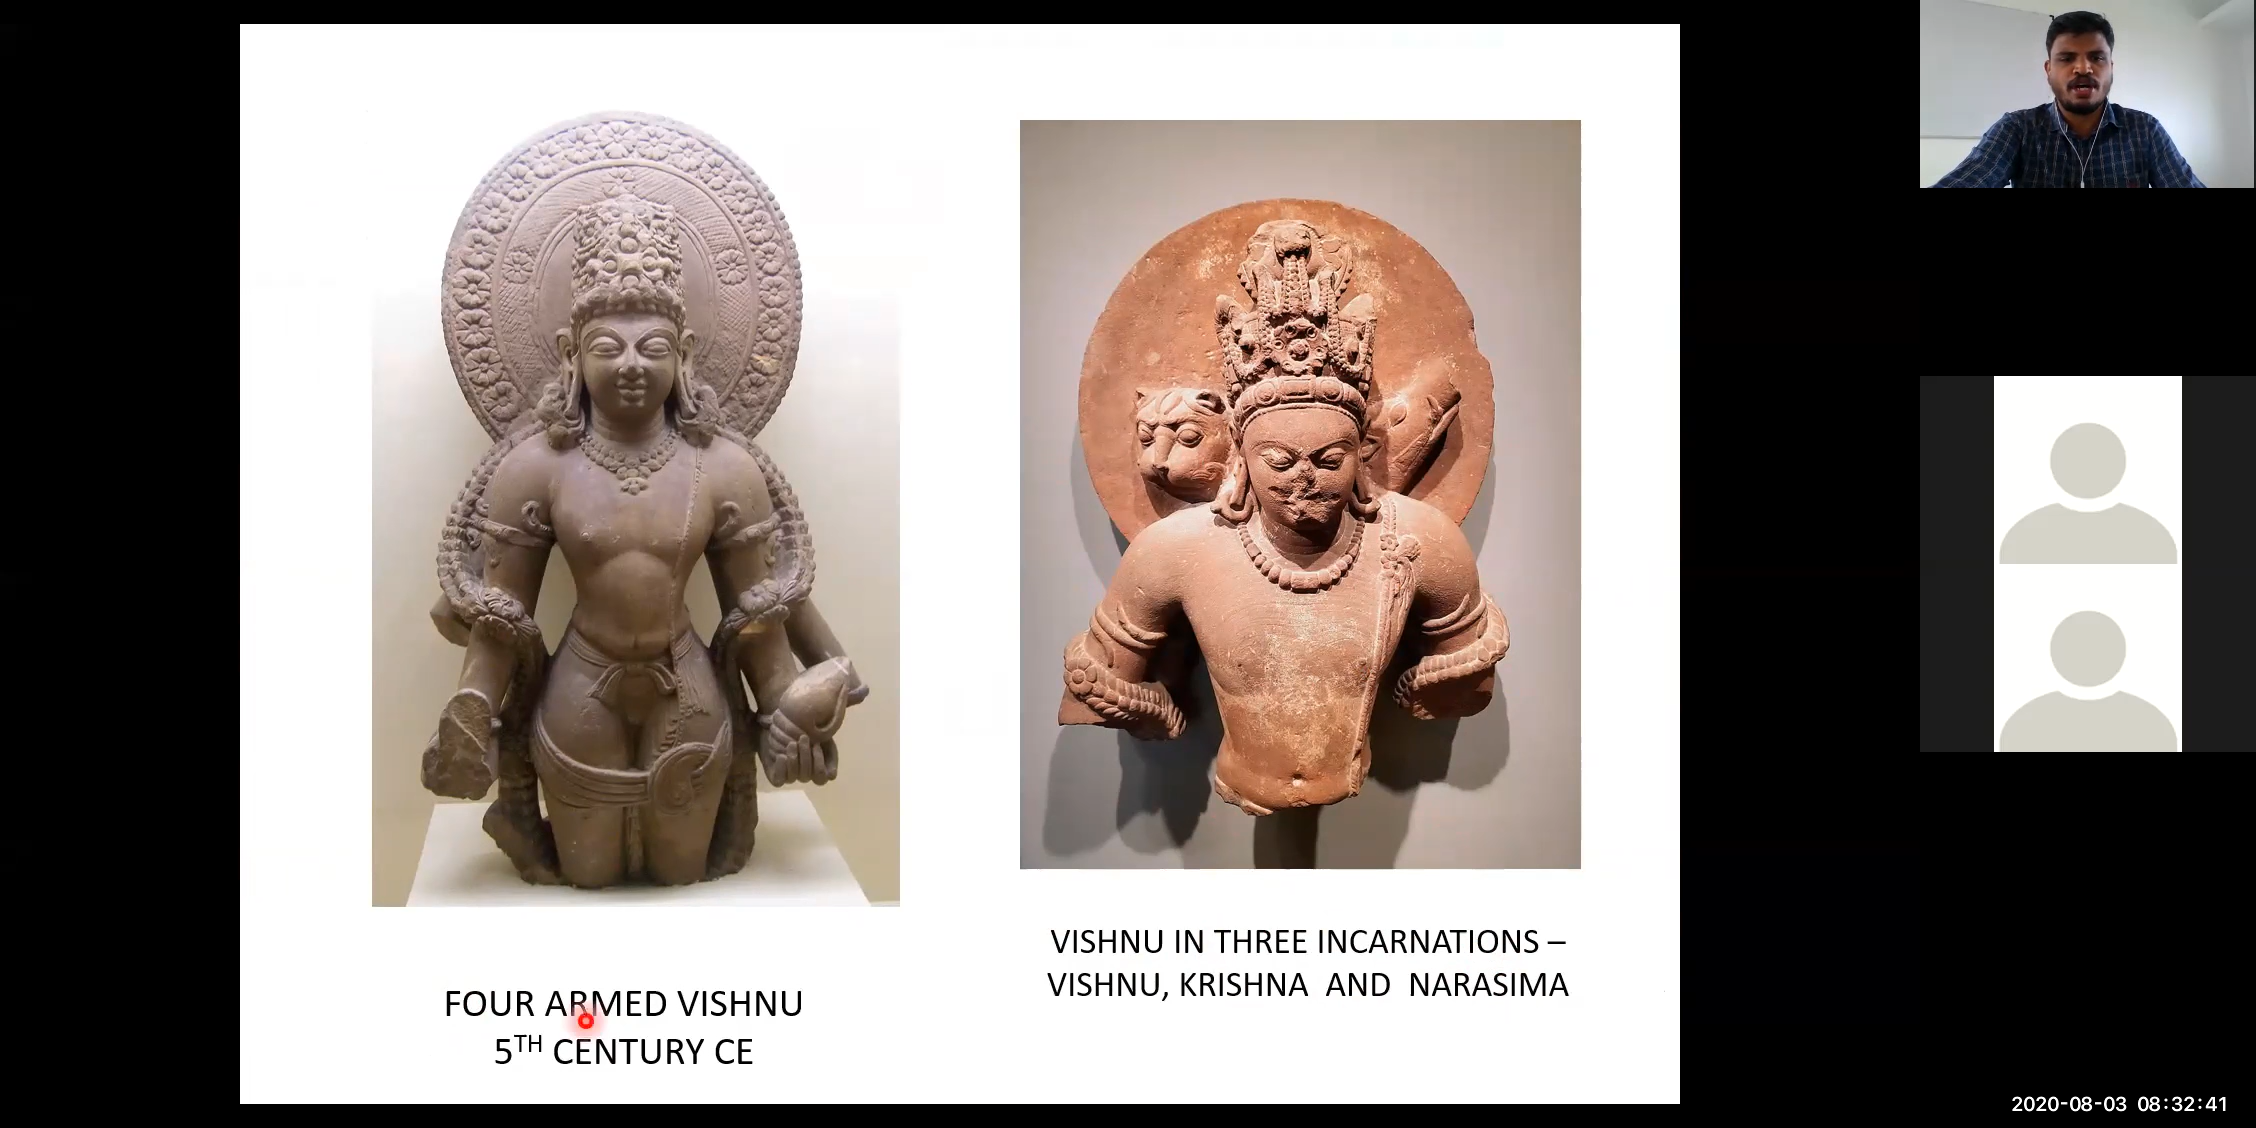 FOUR ARMED VISHNU
5TH CENTURY CE
VISHNU IN THREE INCARNATIONS –
VISHNU, KRISHNA AND NARASIMA
2020-08-03 08:32:41